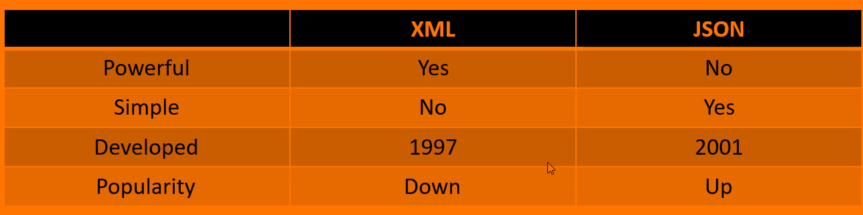 XML JSON
Powerful Yes No
Simple No Yes
Developed 1997 2001
Popularity Down Up